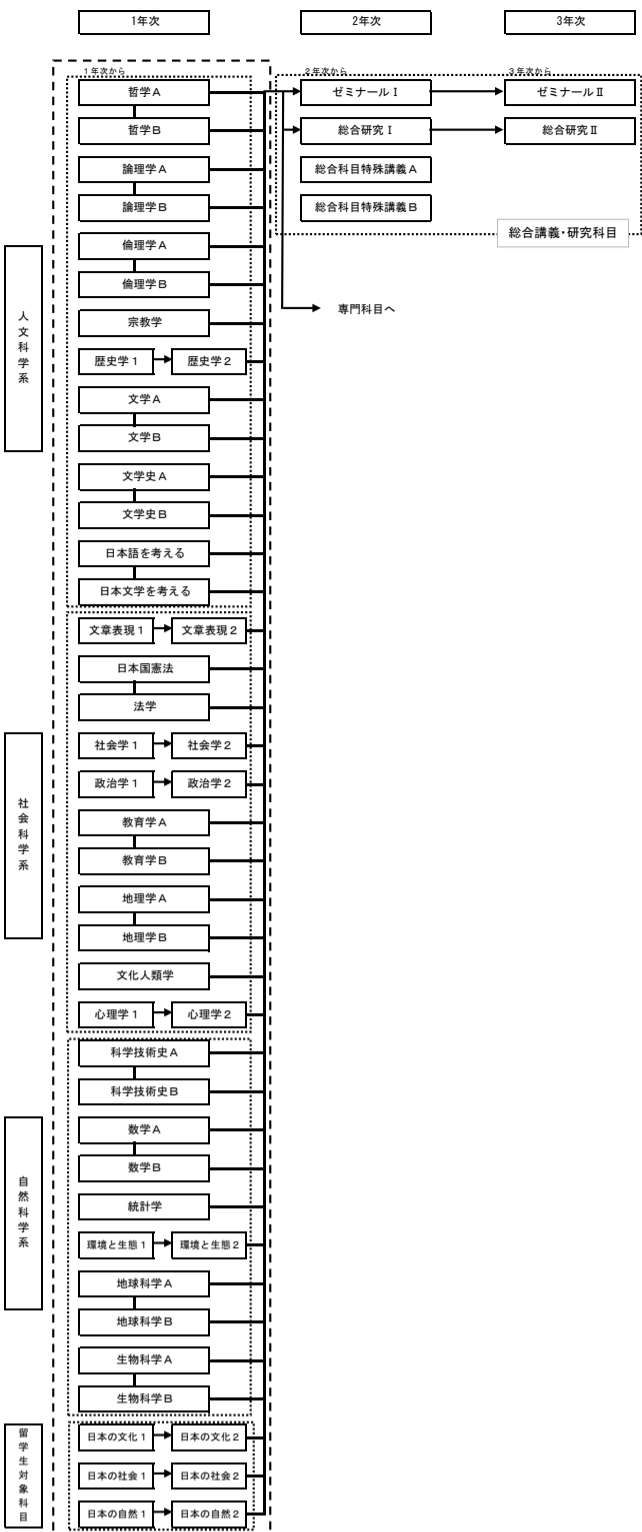 1年次
2年次
3年次
1年次から
2年次から
3年次から
哲学A
ゼミナールⅠ
ゼミナールⅡ
哲学B
総合研究Ⅰ
総合研究Ⅱ
論理学A
総合科目特殊講義A
論理学B
総合科目特殊講義B
総合講義・研究科目
倫理学A
倫理学B
専門科目へ
人文科学系
宗教学
歴史学1
歴史学2
文学A
文学B
文学史A
文学史B
日本語を考える
日本文学を考える
文章表現1
文章表現2
日本国憲法
法学
社会科学系
社会学1
社会学2
政治学1
政治学2
教育学A
教育学B
地理学A
地理学B
文化人類学
心理学1
心理学2
科学技術史A
科学技術史B
自然科学系
数学A
数学B
統計学
環境と生態1
環境と生態2
地球科学A
地球科学B
生物科学A
生物科学B
留学生対象科目
日本の文化1
日本の文化2
日本の社会1
日本の社会2
日本の自然1
日本の自然2